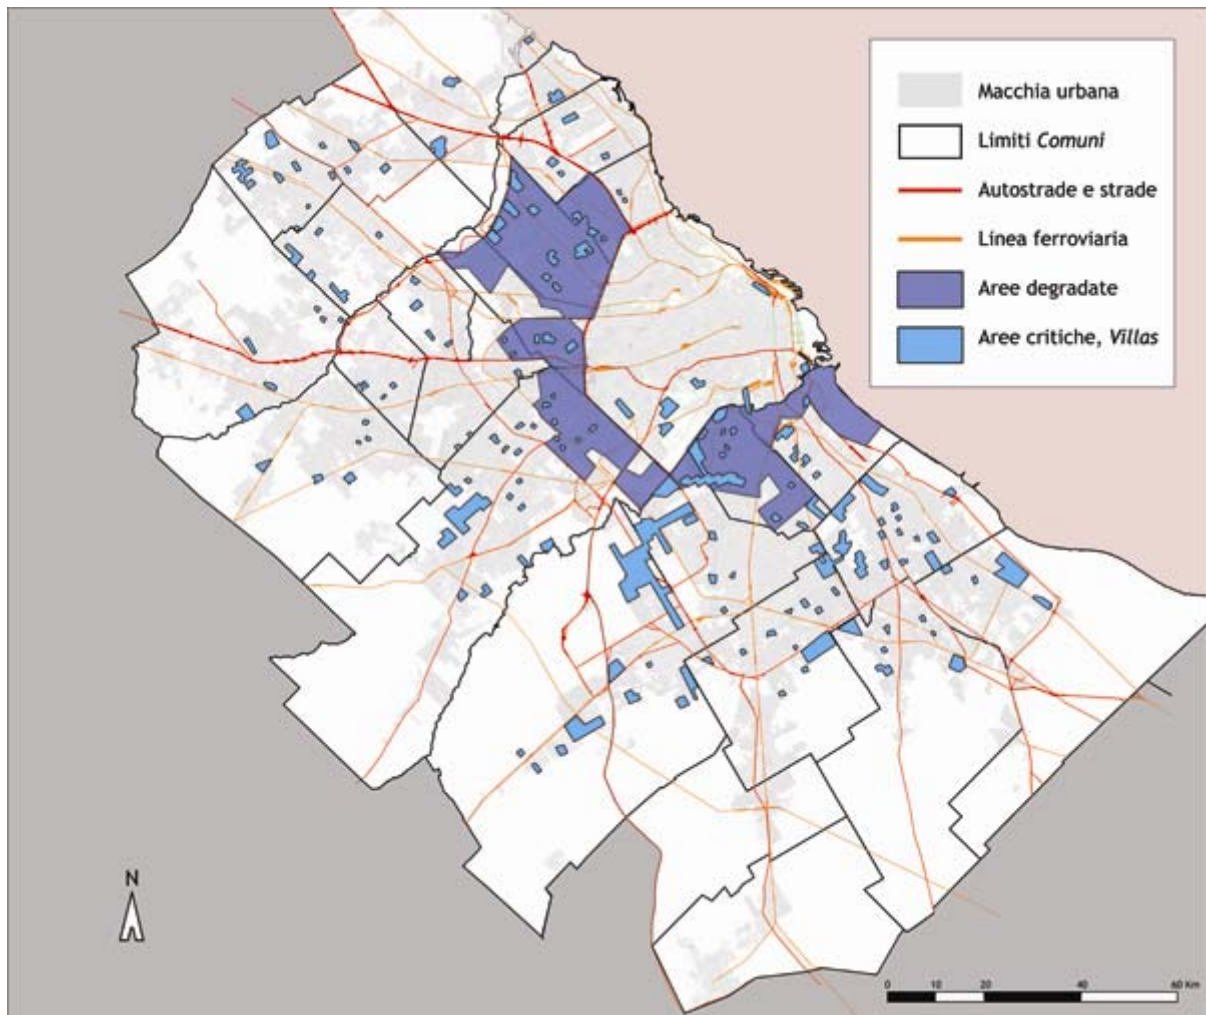 Macchia urbana
Limiti Comuni
Autostrade e strade
Linea ferroviaria
Aree degradate
Aree critiche, Villas
N
0 10 20 40 60 Km